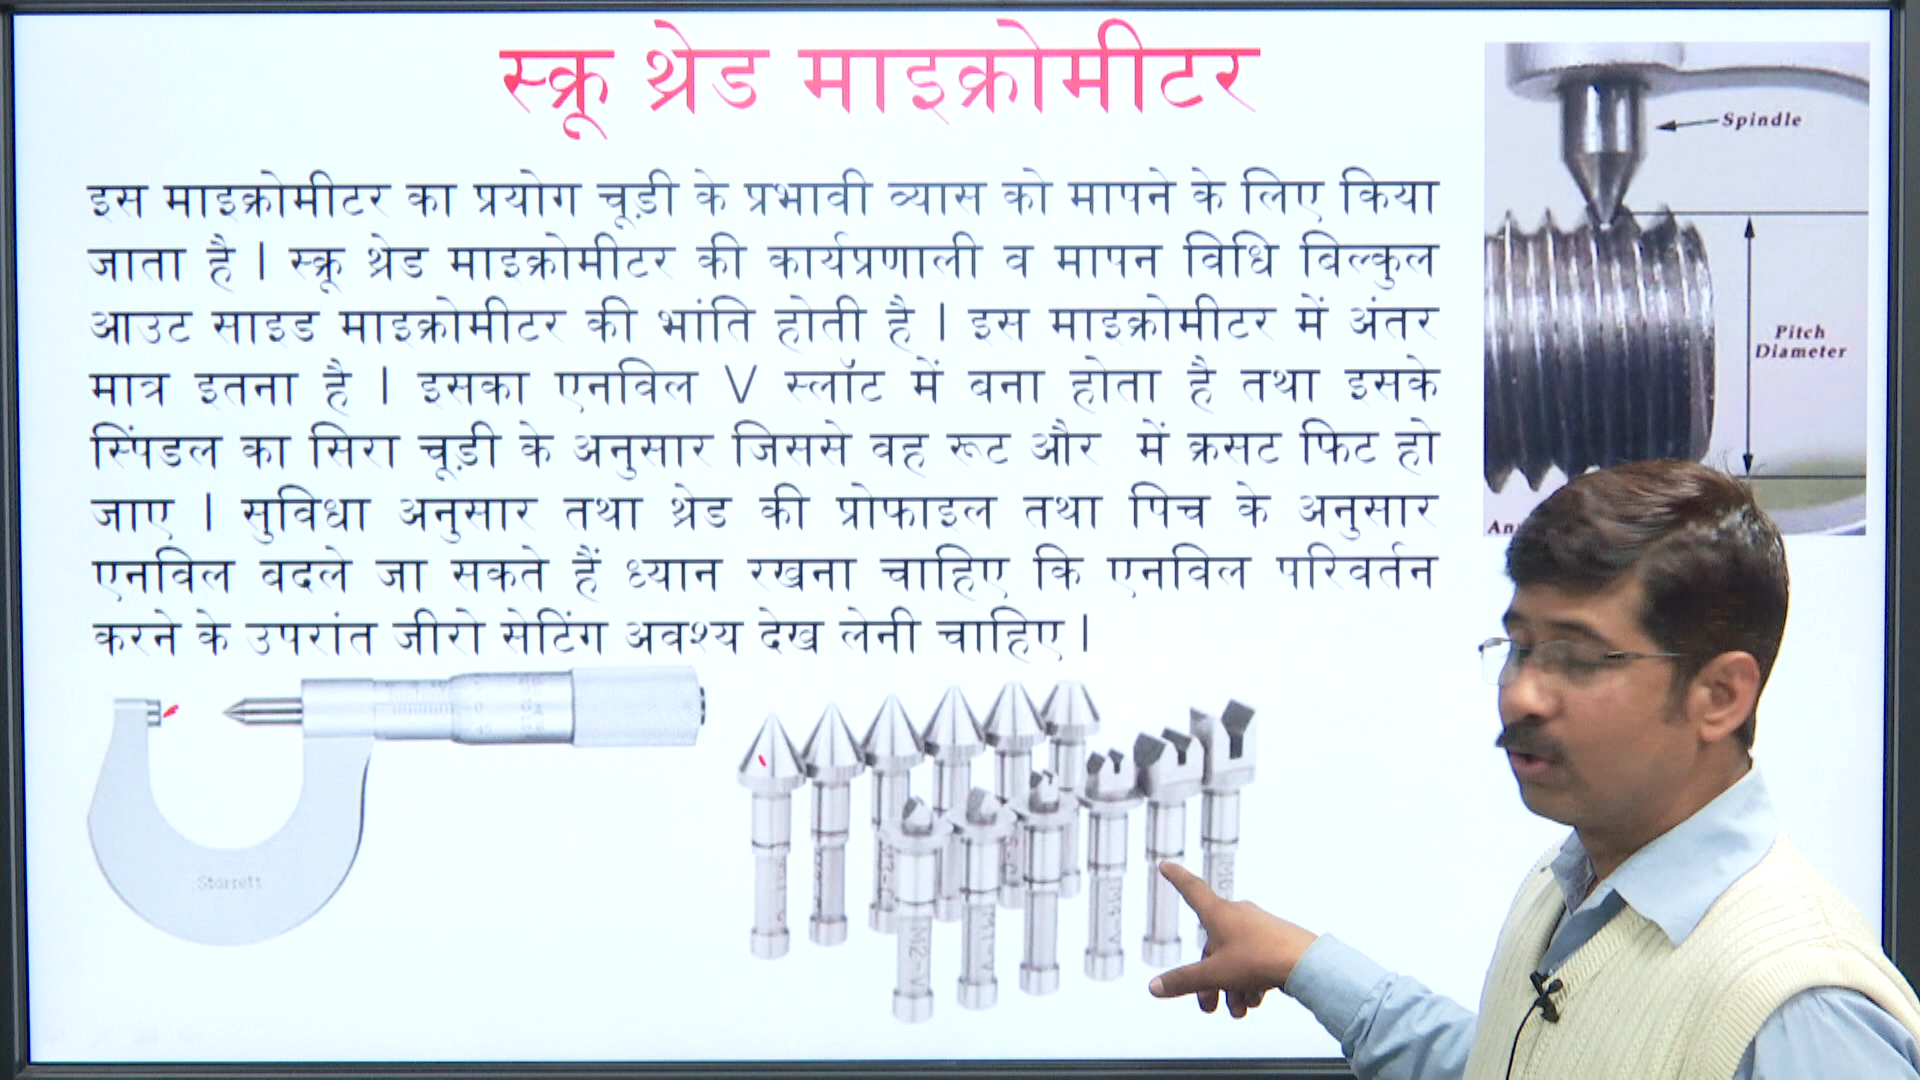 स्क्रू थ्रेड माइक्रोमीटर
इस माइक्रोमीटर का प्रयोग चूड़ी के प्रभावी व्यास को मापने के लिए किया
जाता है । स्क्रू थ्रेड माइक्रोमीटर की कार्यप्रणाली व मापन विधि विल्कुल
आउट साइड माइक्रोमीटर की भांति होती है । इस माइक्रोमीटर में अंतर
मात्र इतना है । इसका एनविल V स्लॉट में बना होता है तथा इसके
स्पिंडल का सिरा चूड़ी के अनुसार जिससे वह रूट और में क्रसट फिट हो
जाए । सुविधा अनुसार तथा थ्रेड की प्रोफाइल तथा पिच के अनुसार
एनविल बदले जा सकते हैं ध्यान रखना चाहिए कि एनविल परिवर्तन
करने के उपरांत जीरो सेटिंग अवश्य देख लेनी चाहिए ।
Spindle
Pitch
Diameter
Starrett
M2-V